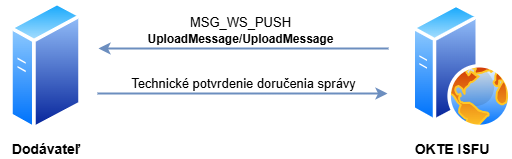 MSG_WS_PUSH
UploadMessage/UploadMessage
Technické potvrdenie doručenia správy
Dodávateľ
OKTE ISFU